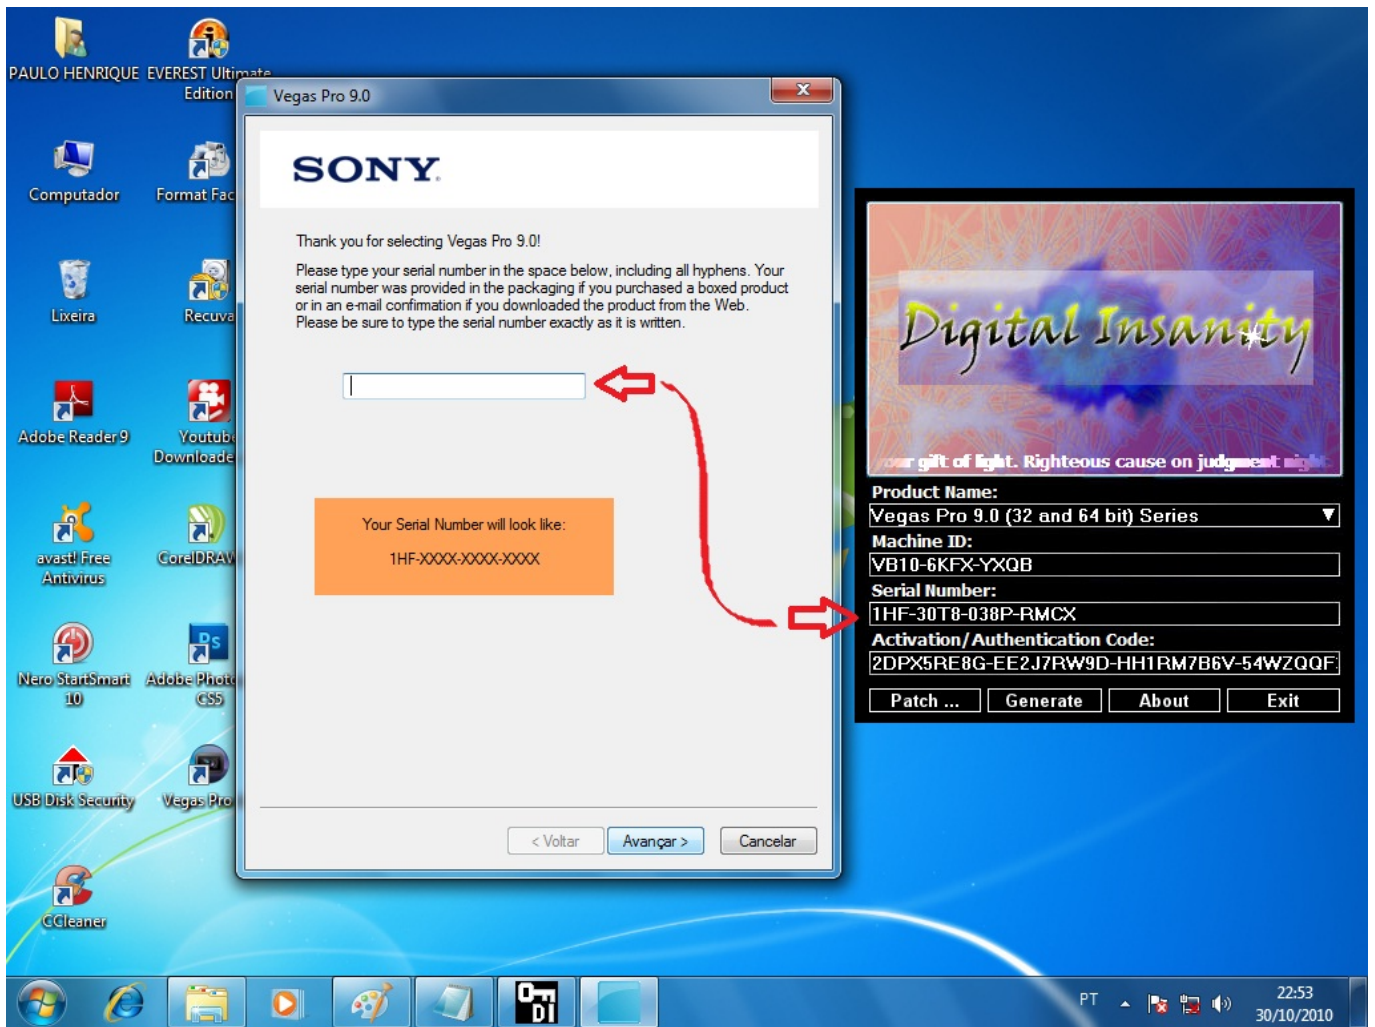 PAULO HENRIQUE
EVEREST Ultimate
Edition
Computador
Format Fac
Lixeira
Recuva
Adobe Reader 9
Youtube
Downloade
avast! Free
Antivirus
CorelDRAW
Nero StartSmart
10
Adobe Photo
CS5
USB Disk Security
Vegas Pro
CCleaner
Vegas Pro 9.0
SONY
Thank you for selecting Vegas Pro 9.0!
Please type your serial number in the space below, including all hyphens. Your
serial number was provided in the packaging if you purchased a boxed product
or in an e-mail confirmation if you downloaded the product from the Web.
Please be sure to type the serial number exactly as it is written.
Your Serial Number will look like:
1HF-XXXX-XXXX-XXXX
< Voltar
Avançar >
Cancelar
Digital Insanity
gift of light. Righteous cause on judgment night
Product Name:
Vegas Pro 9.0 (32 and 64 bit) Series
Machine ID:
VB10-6KFX-YXQB
Serial Number:
1HF-30T8-038P-RMCX
Activation/Authentication Code:
2DPX5RE8G-EE2J7RW9D-HH1RM7B6V-54WZQQF
Patch ...
Generate
About
Exit
Ps
DI
PT
22:53
30/10/2010